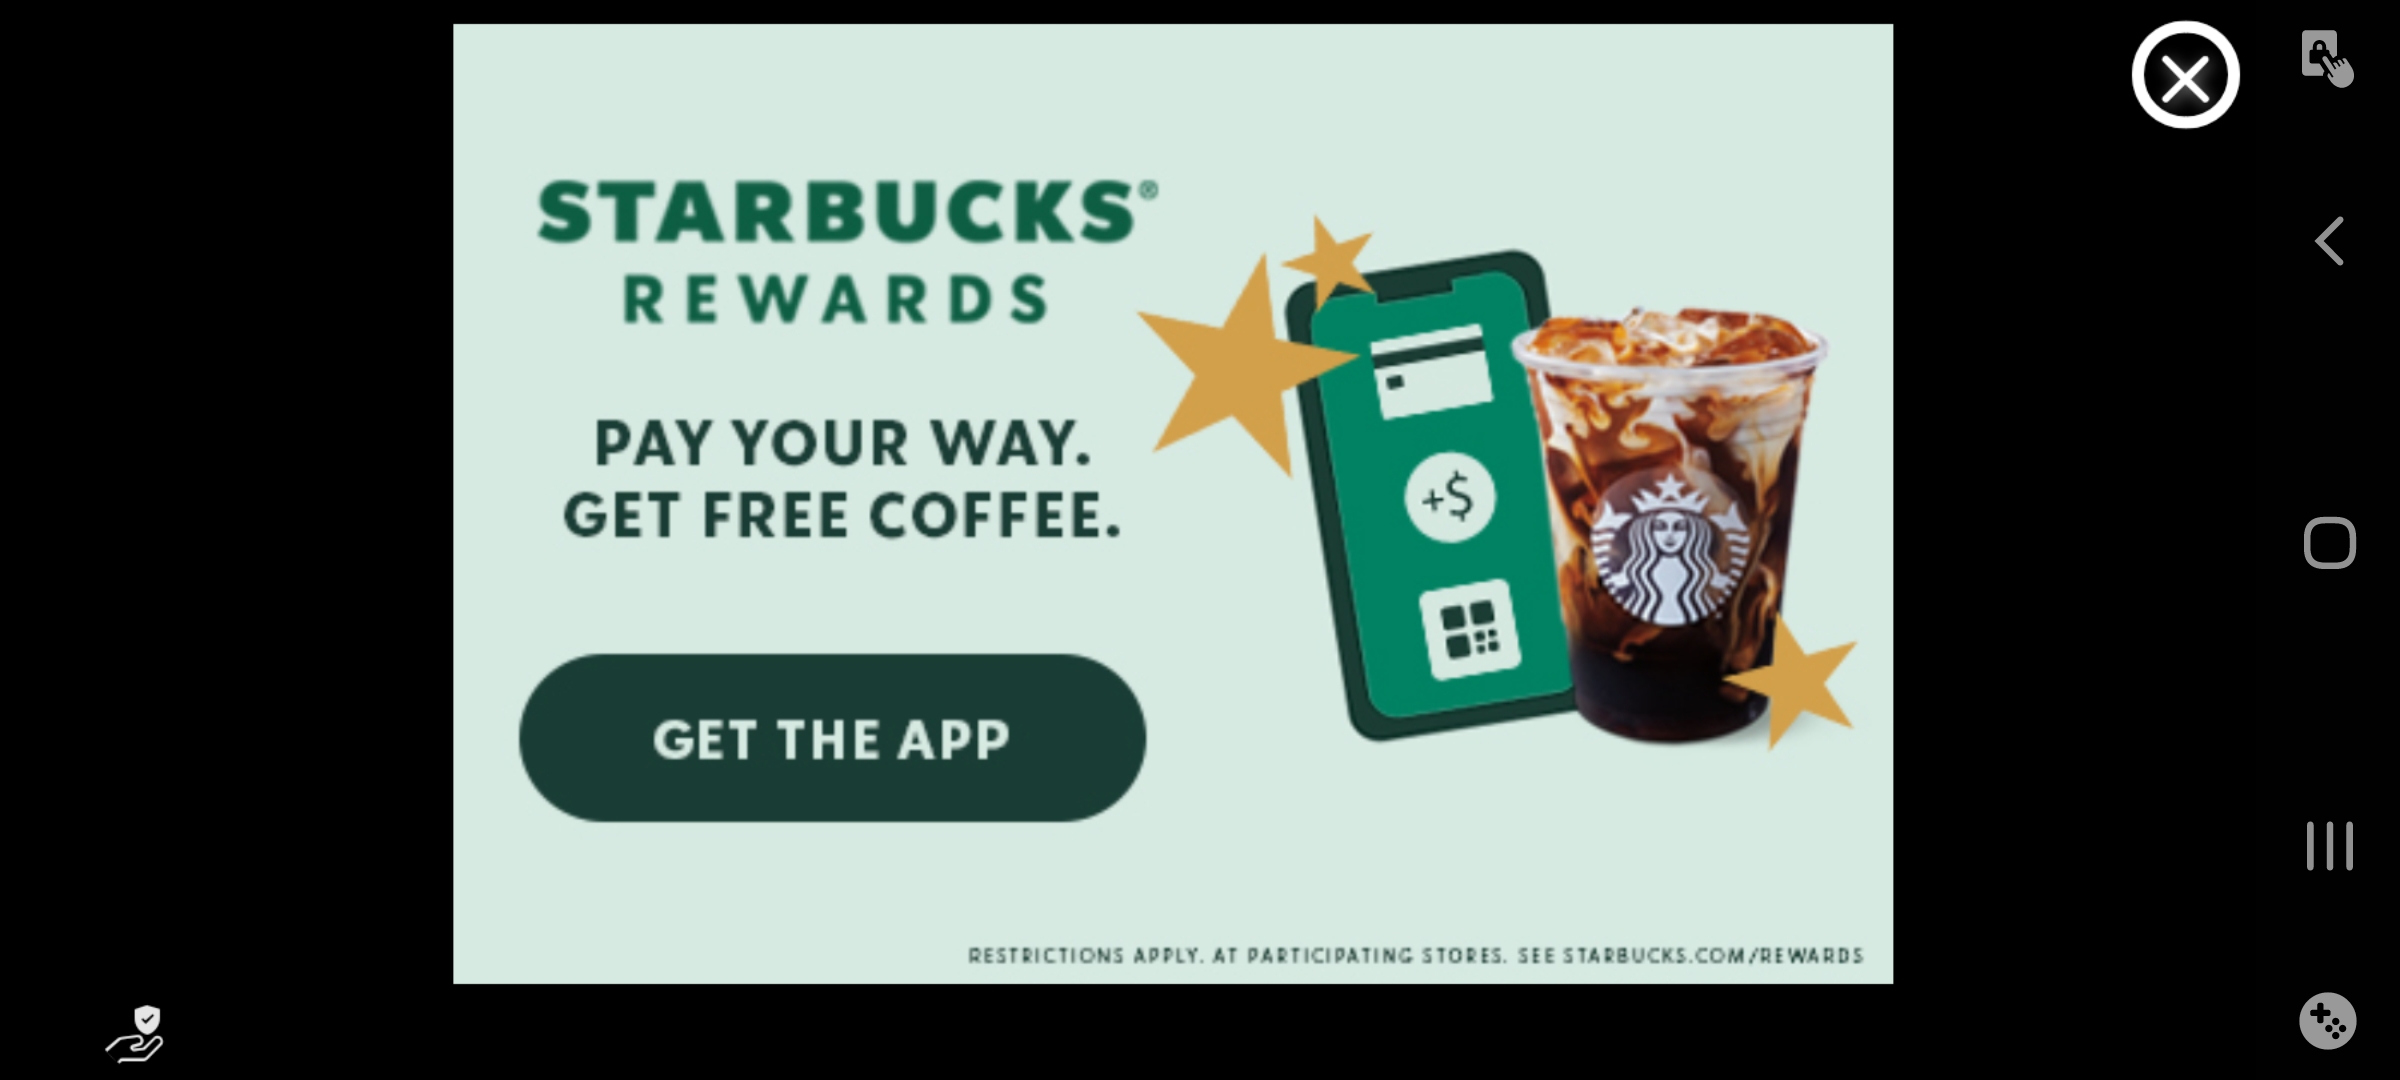 STARBUCKS®
REWARDS
PAY YOUR WAY.
GET FREE COFFEE.
+$
GET THE APP
RESTRICTIONS APPLY. AT PARTICIPATING STORES. SEE STARBUCKS.COM/REWARDS